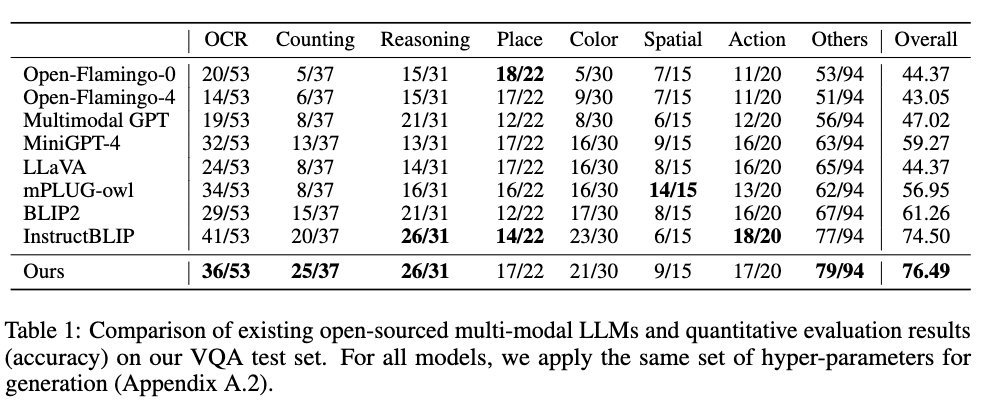 OCR Counting Reasoning Place Color Spatial Action Others Overall
Open-Flamingo-0 20/53 5/37 15/31 18/22 5/30 7/15 11/20 53/94 44.37
Open-Flamingo-4 14/53 6/37 15/31 17/22 9/30 7/15 11/20 51/94 43.05
Multimodal GPT 19/53 8/37 21/31 12/22 8/30 6/15 12/20 56/94 47.02
MiniGPT-4 32/53 13/37 13/31 17/22 16/30 9/15 16/20 63/94 59.27
LLaVA 24/53 8/37 14/31 17/22 16/30 8/15 16/20 65/94 44.37
mPLUG-owl 34/53 8/37 16/31 16/22 16/30 14/15 13/20 62/94 56.95
BLIP2 29/53 15/37 21/31 12/22 17/30 8/15 16/20 67/94 61.26
InstructBLIP 41/53 20/37 26/31 14/22 23/30 6/15 18/20 77/94 74.50
Ours 36/53 25/37 26/31 17/22 21/30 9/15 17/20 79/94 76.49
Table 1: Comparison of existing open-sourced multi-modal LLMs and quantitative evaluation results
(accuracy) on our VQA test set. For all models, we apply the same set of hyper-parameters for
generation (Appendix A.2).